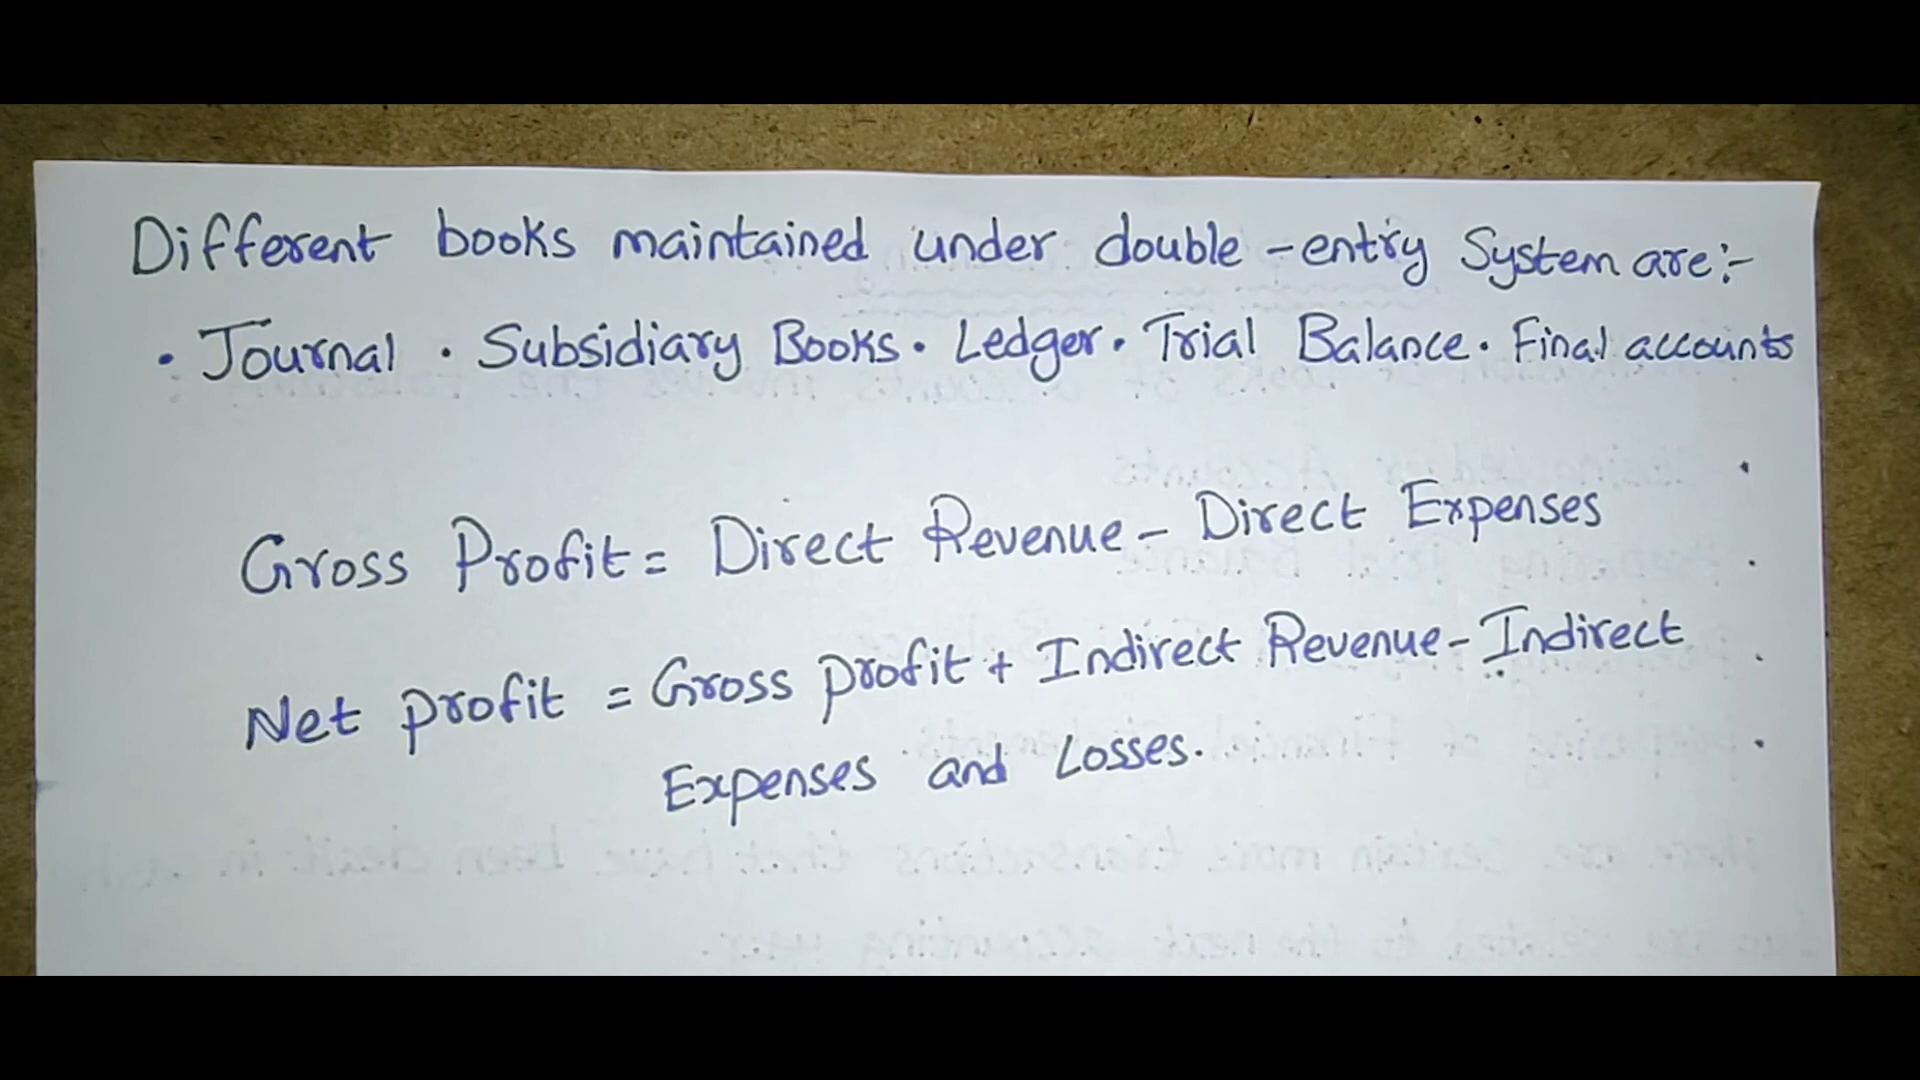 Different books maintained under double-entry System are:-
• Journal • Subsidiary Books • Ledger • Trial Balance • Final accounts
Gross Profit = Direct Revenue - Direct Expenses
Net profit = Gross profit + Indirect Revenue - Indirect
Expenses and Losses.